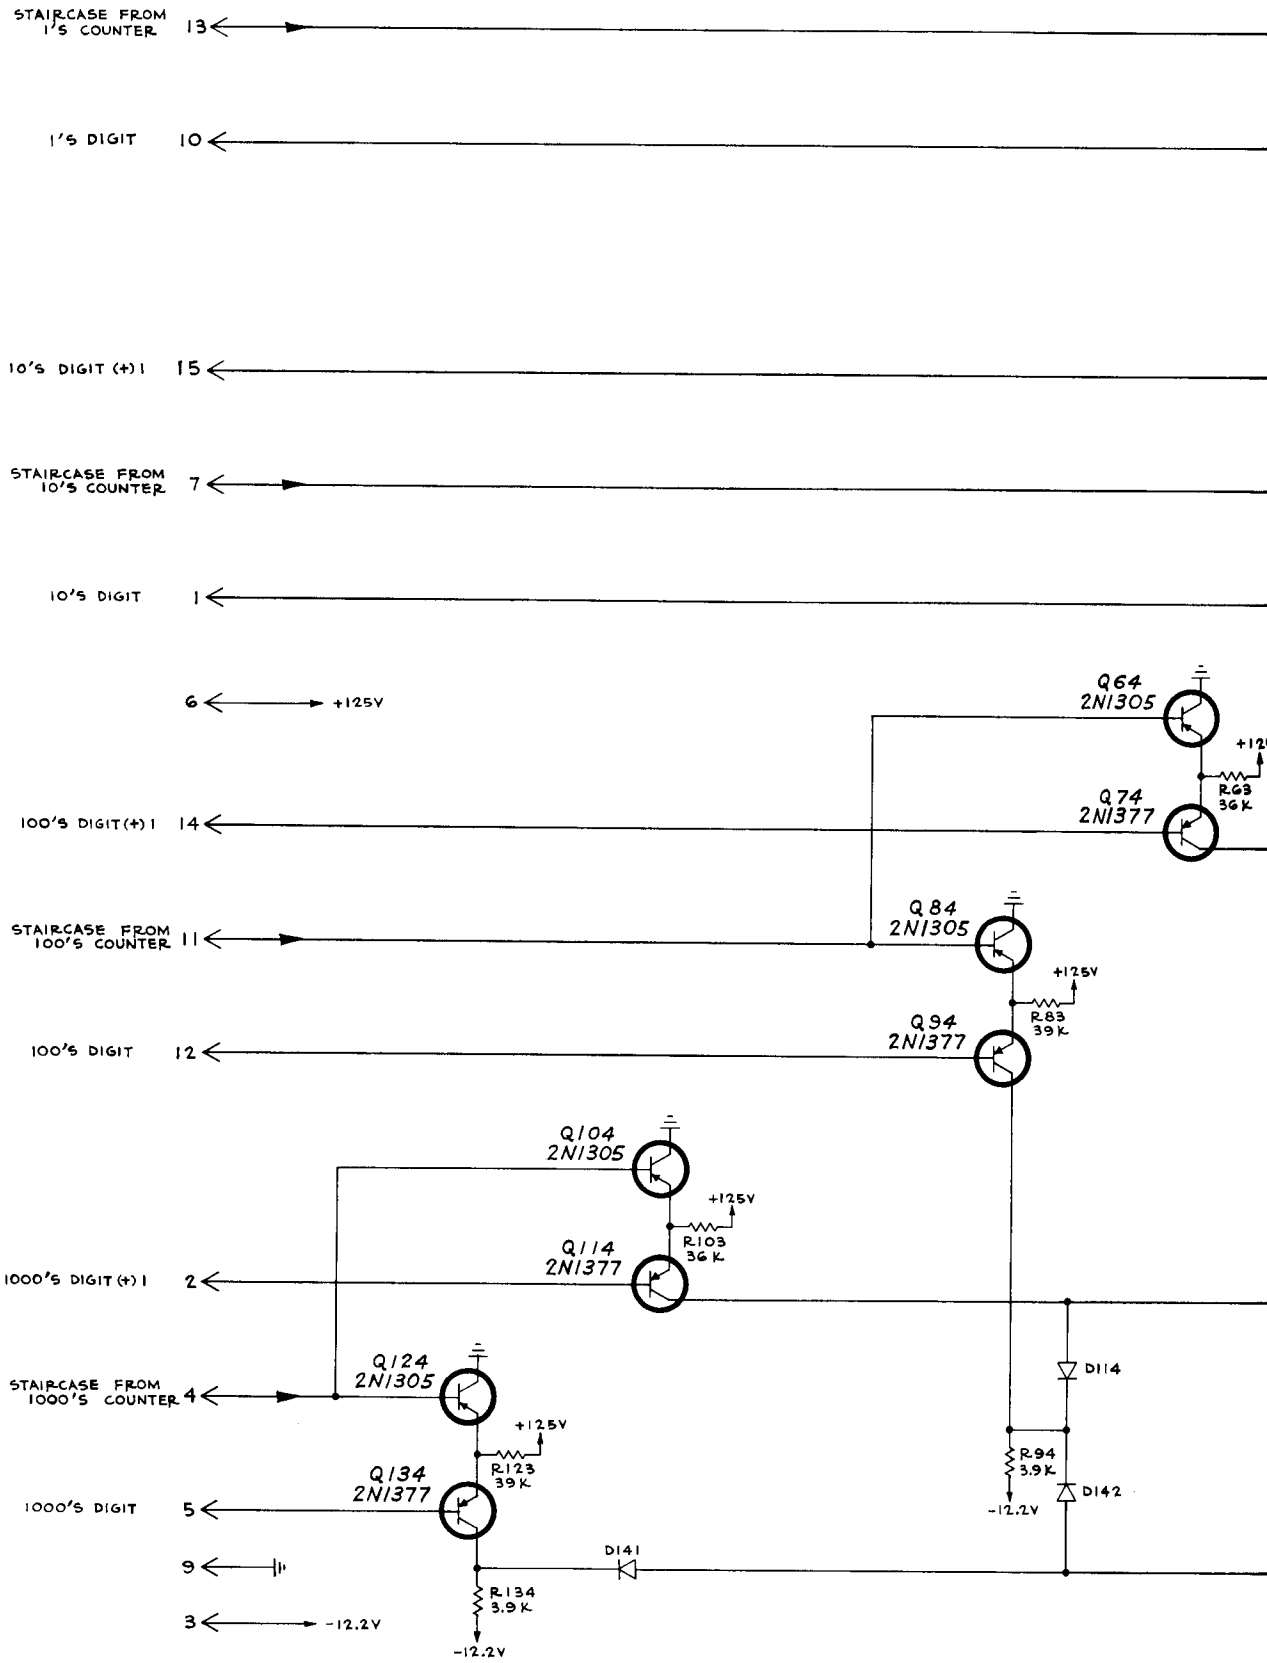 STAIRCASE FROM
1'S COUNTER 13
1'S DIGIT 10
10'S DIGIT (+) 1 15
STAIRCASE FROM
10'S COUNTER 7
10'S DIGIT 1
6 +125V
Q64
2N1305
+12
R63
36K
Q74
2N1377
100'S DIGIT (+) 1 14
Q84
2N1305
STAIRCASE FROM
100'S COUNTER 11
+125V
R83
39K
Q94
2N1377
100'S DIGIT 12
Q104
2N1305
+125V
R103
36K
Q114
2N1377
1000'S DIGIT (+) 1 2
Q124
2N1305
D114
STAIRCASE FROM
1000'S COUNTER 4
+125V
R123
39K
R94
3.9K
-12.2V
Q134
2N1377
D142
1000'S DIGIT 5
D141
9
R134
3.9K
3 -12.2V
-12.2V